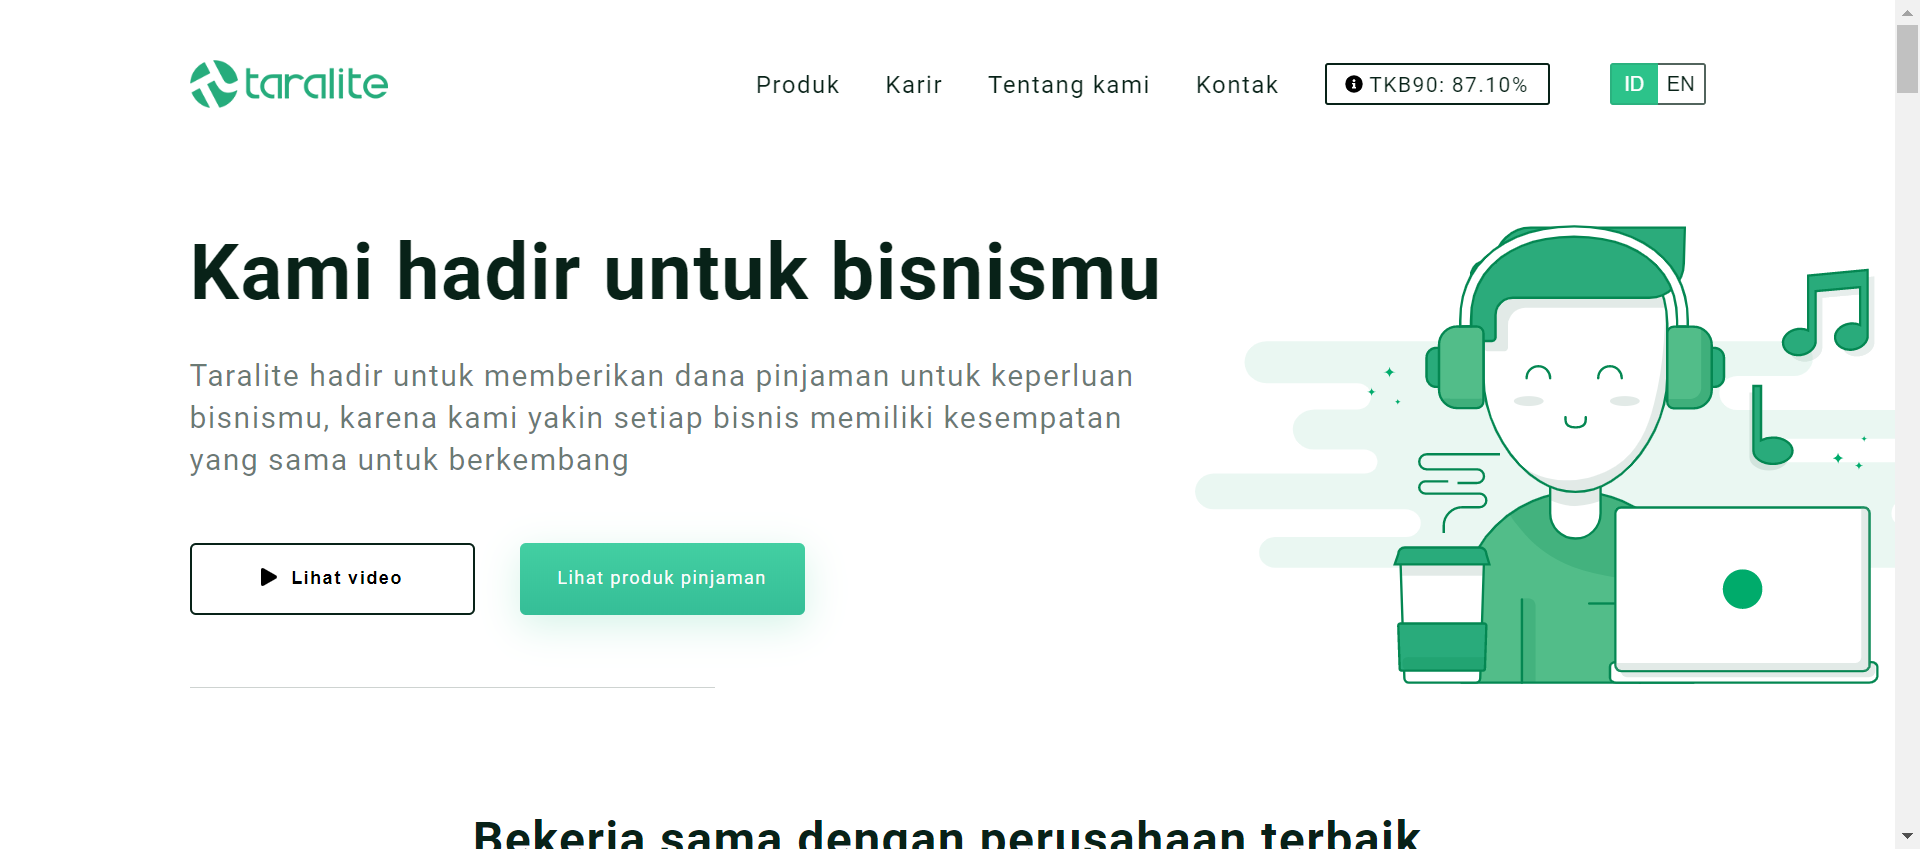 taralite
Produk
Karir
Tentang kami
Kontak
TKB90: 87.10%
ID
EN
Kami hadir untuk bisnismu
Taralite hadir untuk memberikan dana pinjaman untuk keperluan
bisnismu, karena kami yakin setiap bisnis memiliki kesempatan
yang sama untuk berkembang
Lihat video
Lihat produk pinjaman
Bekerja sama dengan perusahaan terbaik